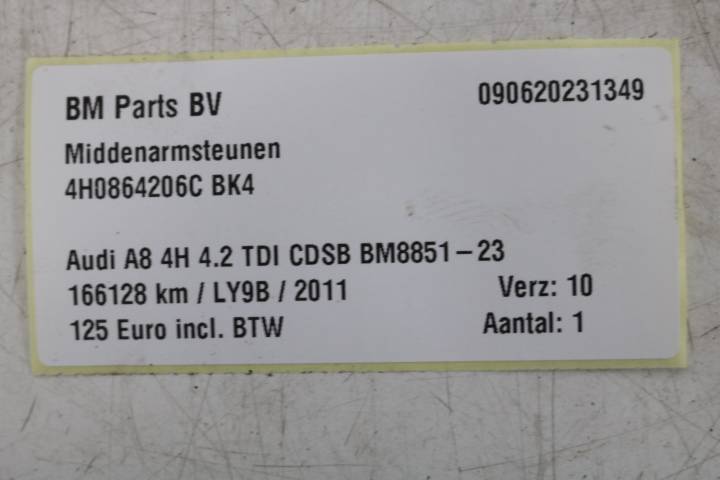 BM Parts BV 090620231349
Middenarmsteunen
4H0864206C BK4
Audi A8 4H 4.2 TDI CDSB BM8851-23
166128 km / LY9B / 2011 Verz: 10
125 Euro incl. BTW Aantal: 1